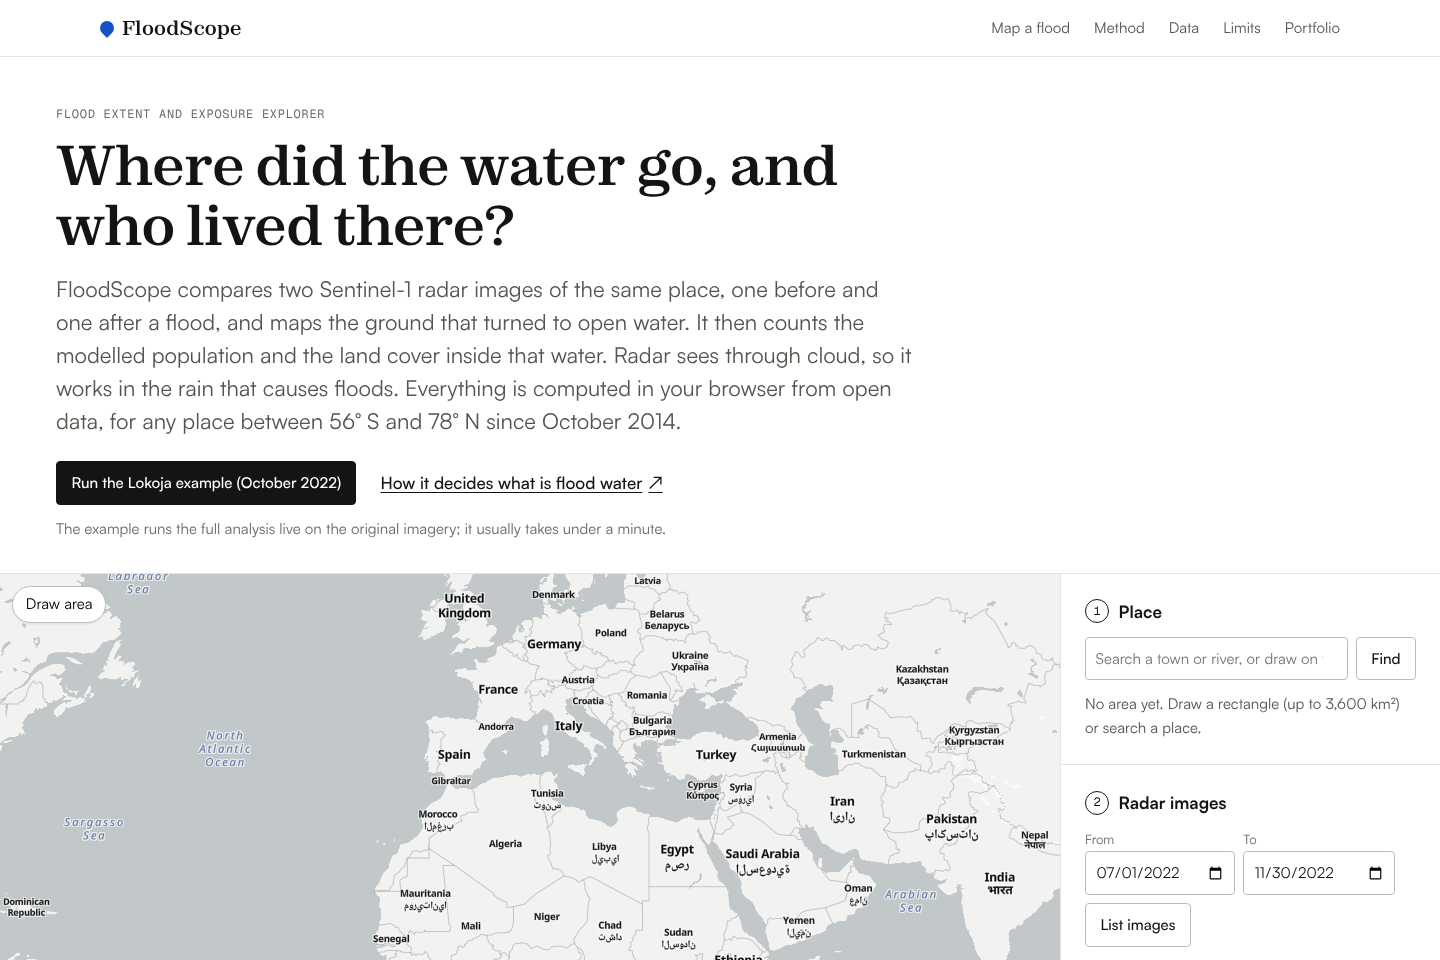 FloodScope
Map a flood
Method
Data
Limits
Portfolio
FLOOD EXTENT AND EXPOSURE EXPLORER
Where did the water go, and
who lived there?
FloodScope compares two Sentinel-1 radar images of the same place, one before and
one after a flood, and maps the ground that turned to open water. It then counts the
modelled population and the land cover inside that water. Radar sees through cloud, so it
works in the rain that causes floods. Everything is computed in your browser from open
data, for any place between 56° S and 78° N since October 2014.
Run the Lokoja example (October 2022)
How it decides what is flood water ↗
The example runs the full analysis live on the original imagery; it usually takes under a minute.
Draw area
Labrador
Sea
United
Kingdom
Denmark
Latvia
Belarus
Беларусь
Germany
Poland
Ukraine
Україна
Kazakhstan
Қазақстан
France
Austria
Croatia
Romania
Andorra
Italy
Bulgaria
България
Armenia
Հայաստան
Kyrgyzstan
Кыргызстан
North
Atlantic
Ocean
Spain
Turkey
Turkmenistan
Gibraltar
Tunisia
تونس
Cyprus
Κύπρος
Syria
سوريا
Iran
ایران
Morocco
المغرب
Pakistan
پاکستان
Sargasso
Sea
Algeria
Libya
ليبيا
Egypt
مصر
Saudi Arabia
السعودية
Nepal
नेपाल
India
भारत
Mauritania
موريتانيا
Oman
عمان
Arabian
Sea
Dominican
Republic
Mali
Niger
Chad
تشاد
Sudan
السودان
Yemen
اليمن
Senegal
Ethiopia
1 Place
Search a town or river, or draw on
Find
No area yet. Draw a rectangle (up to 3,600 km²)
or search a place.
2 Radar images
From
To
07/01/2022
11/30/2022
List images